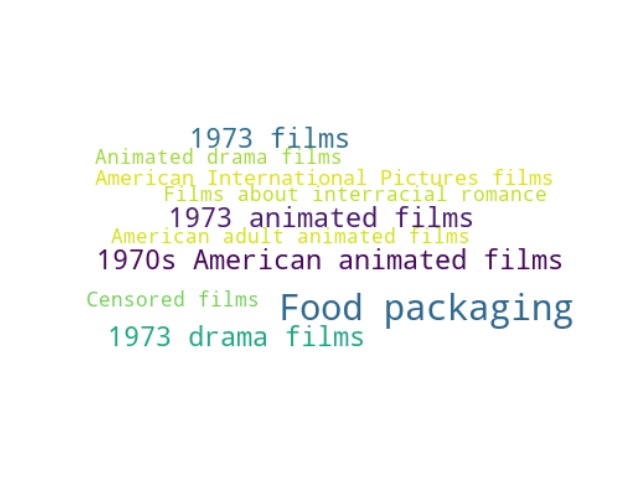 1973 films
Animated drama films
American International Pictures films
Films about interracial romance
1973 animated films
American adult animated films
1970s American animated films
Censored films
Food packaging
1973 drama films